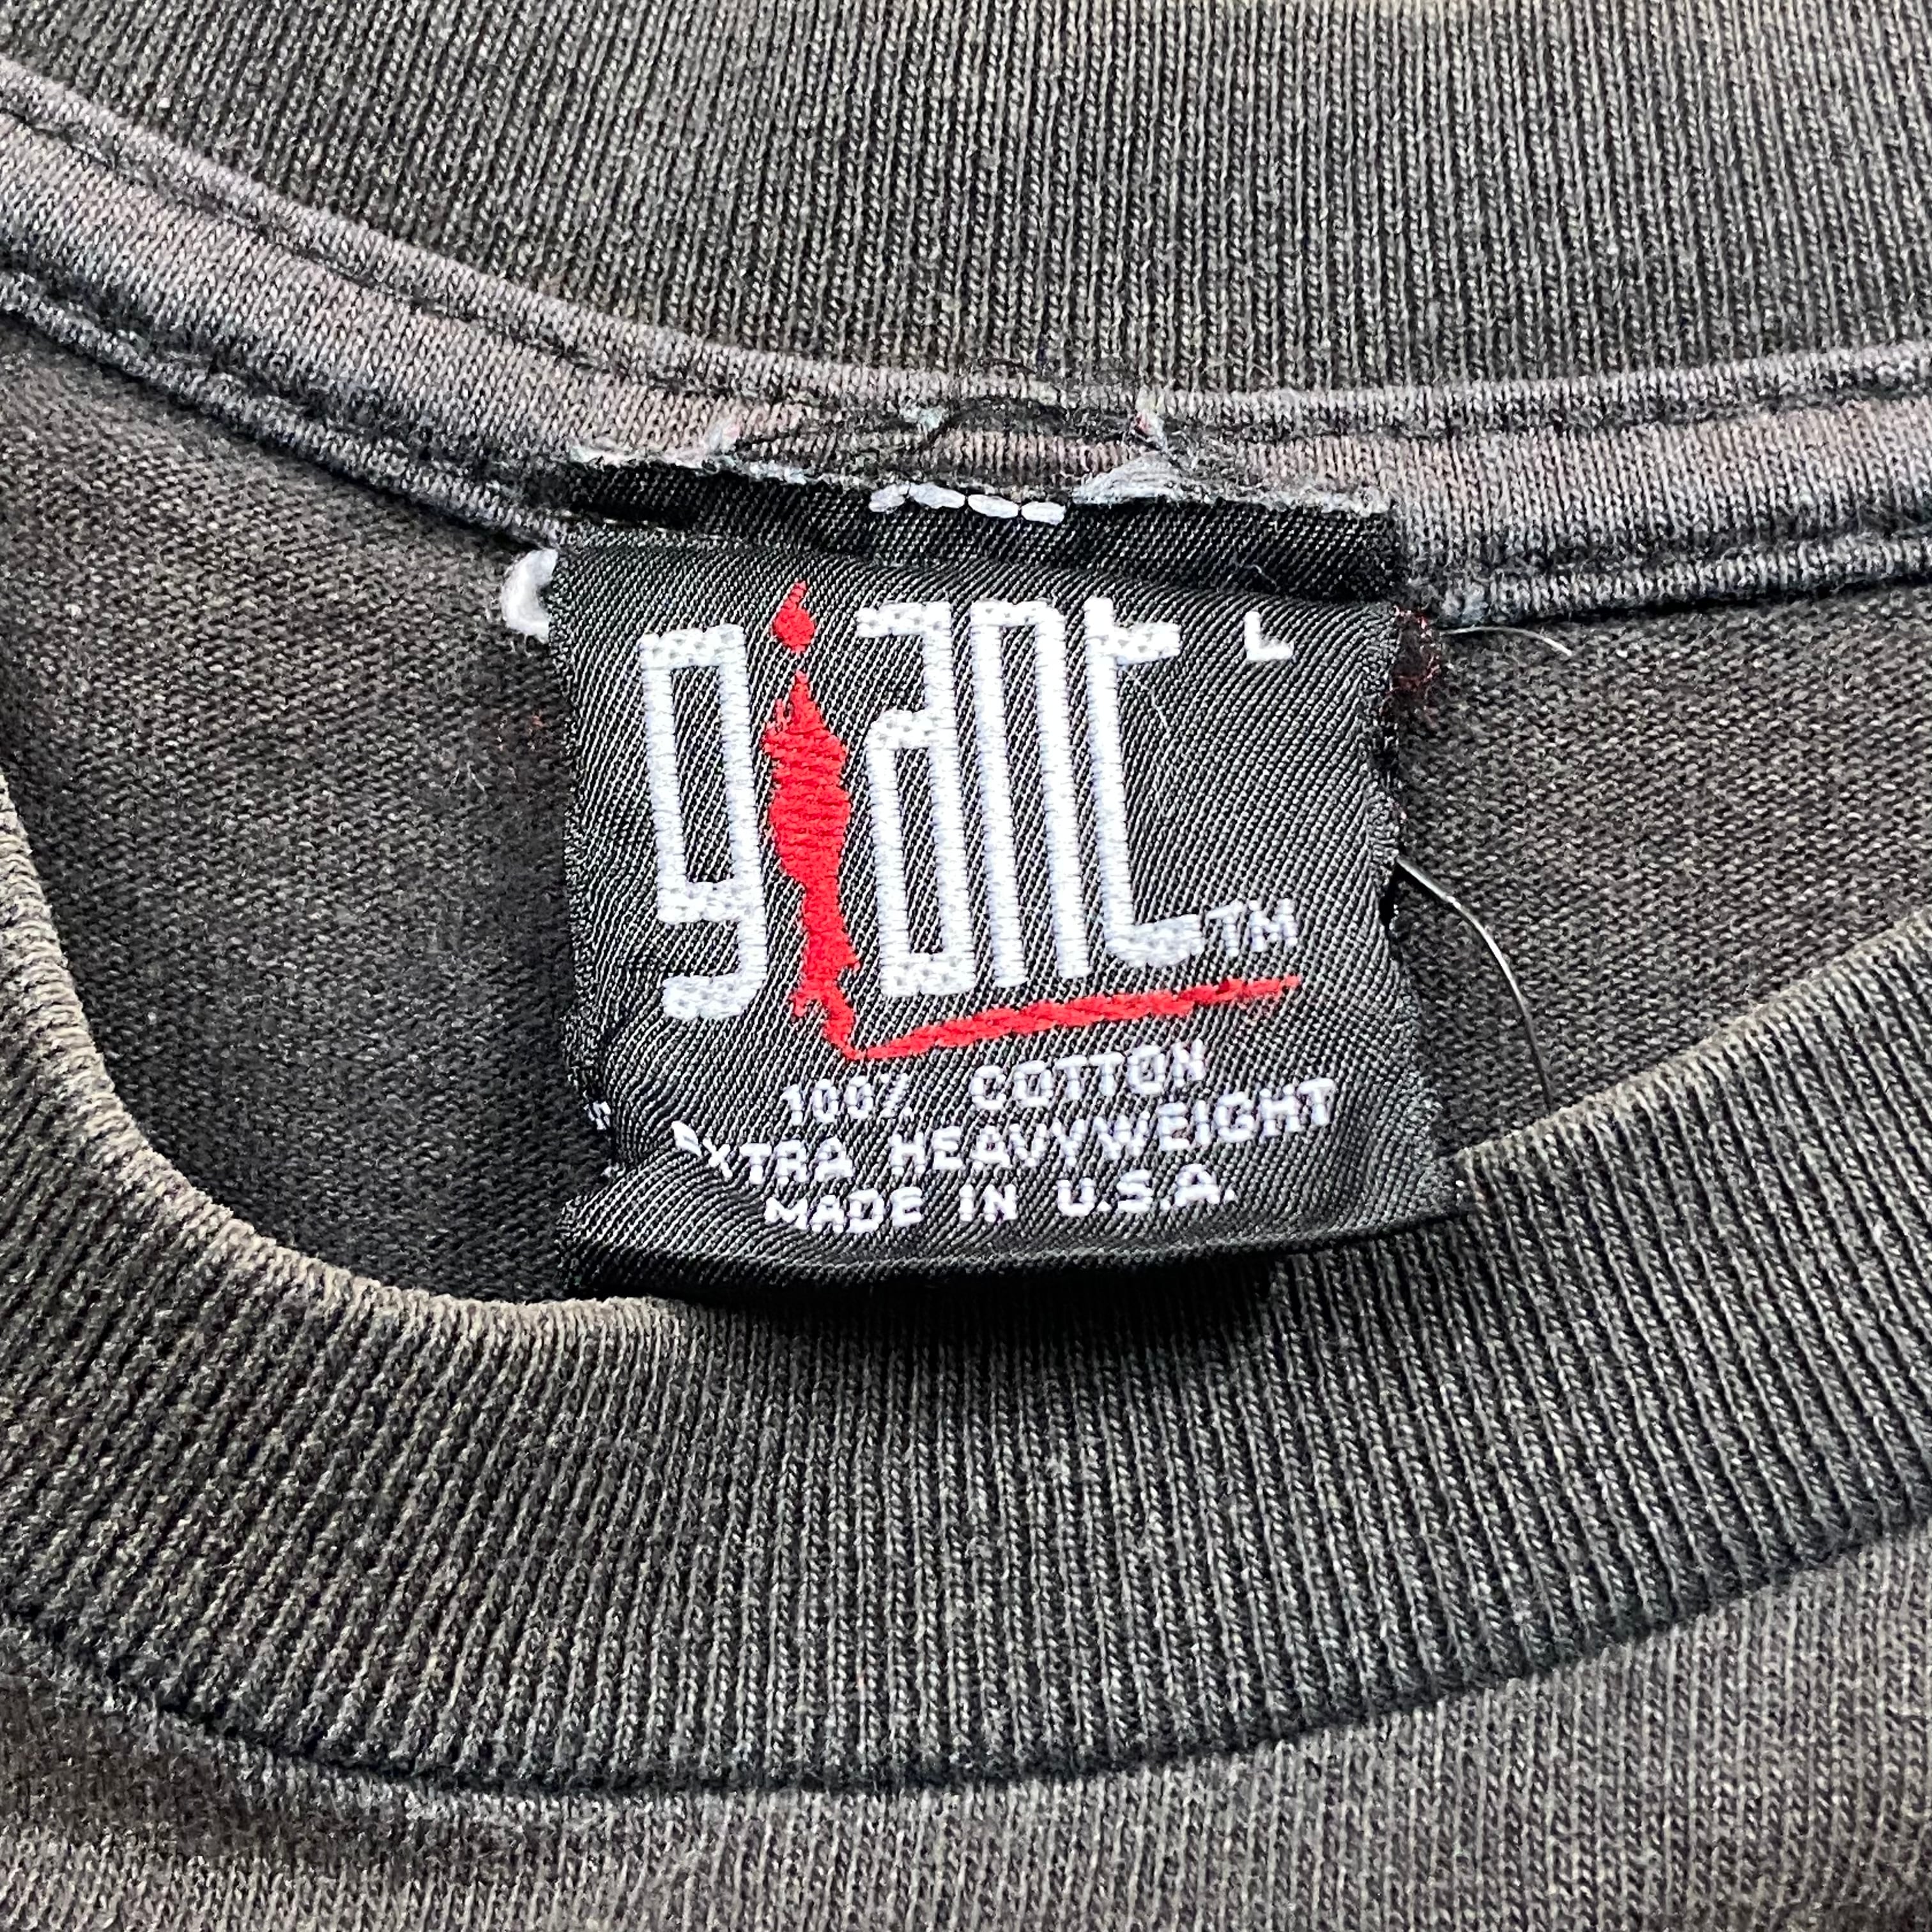 giant L
TM
100% COTTON
EXTRA HEAVYWEIGHT
MADE IN U.S.A.